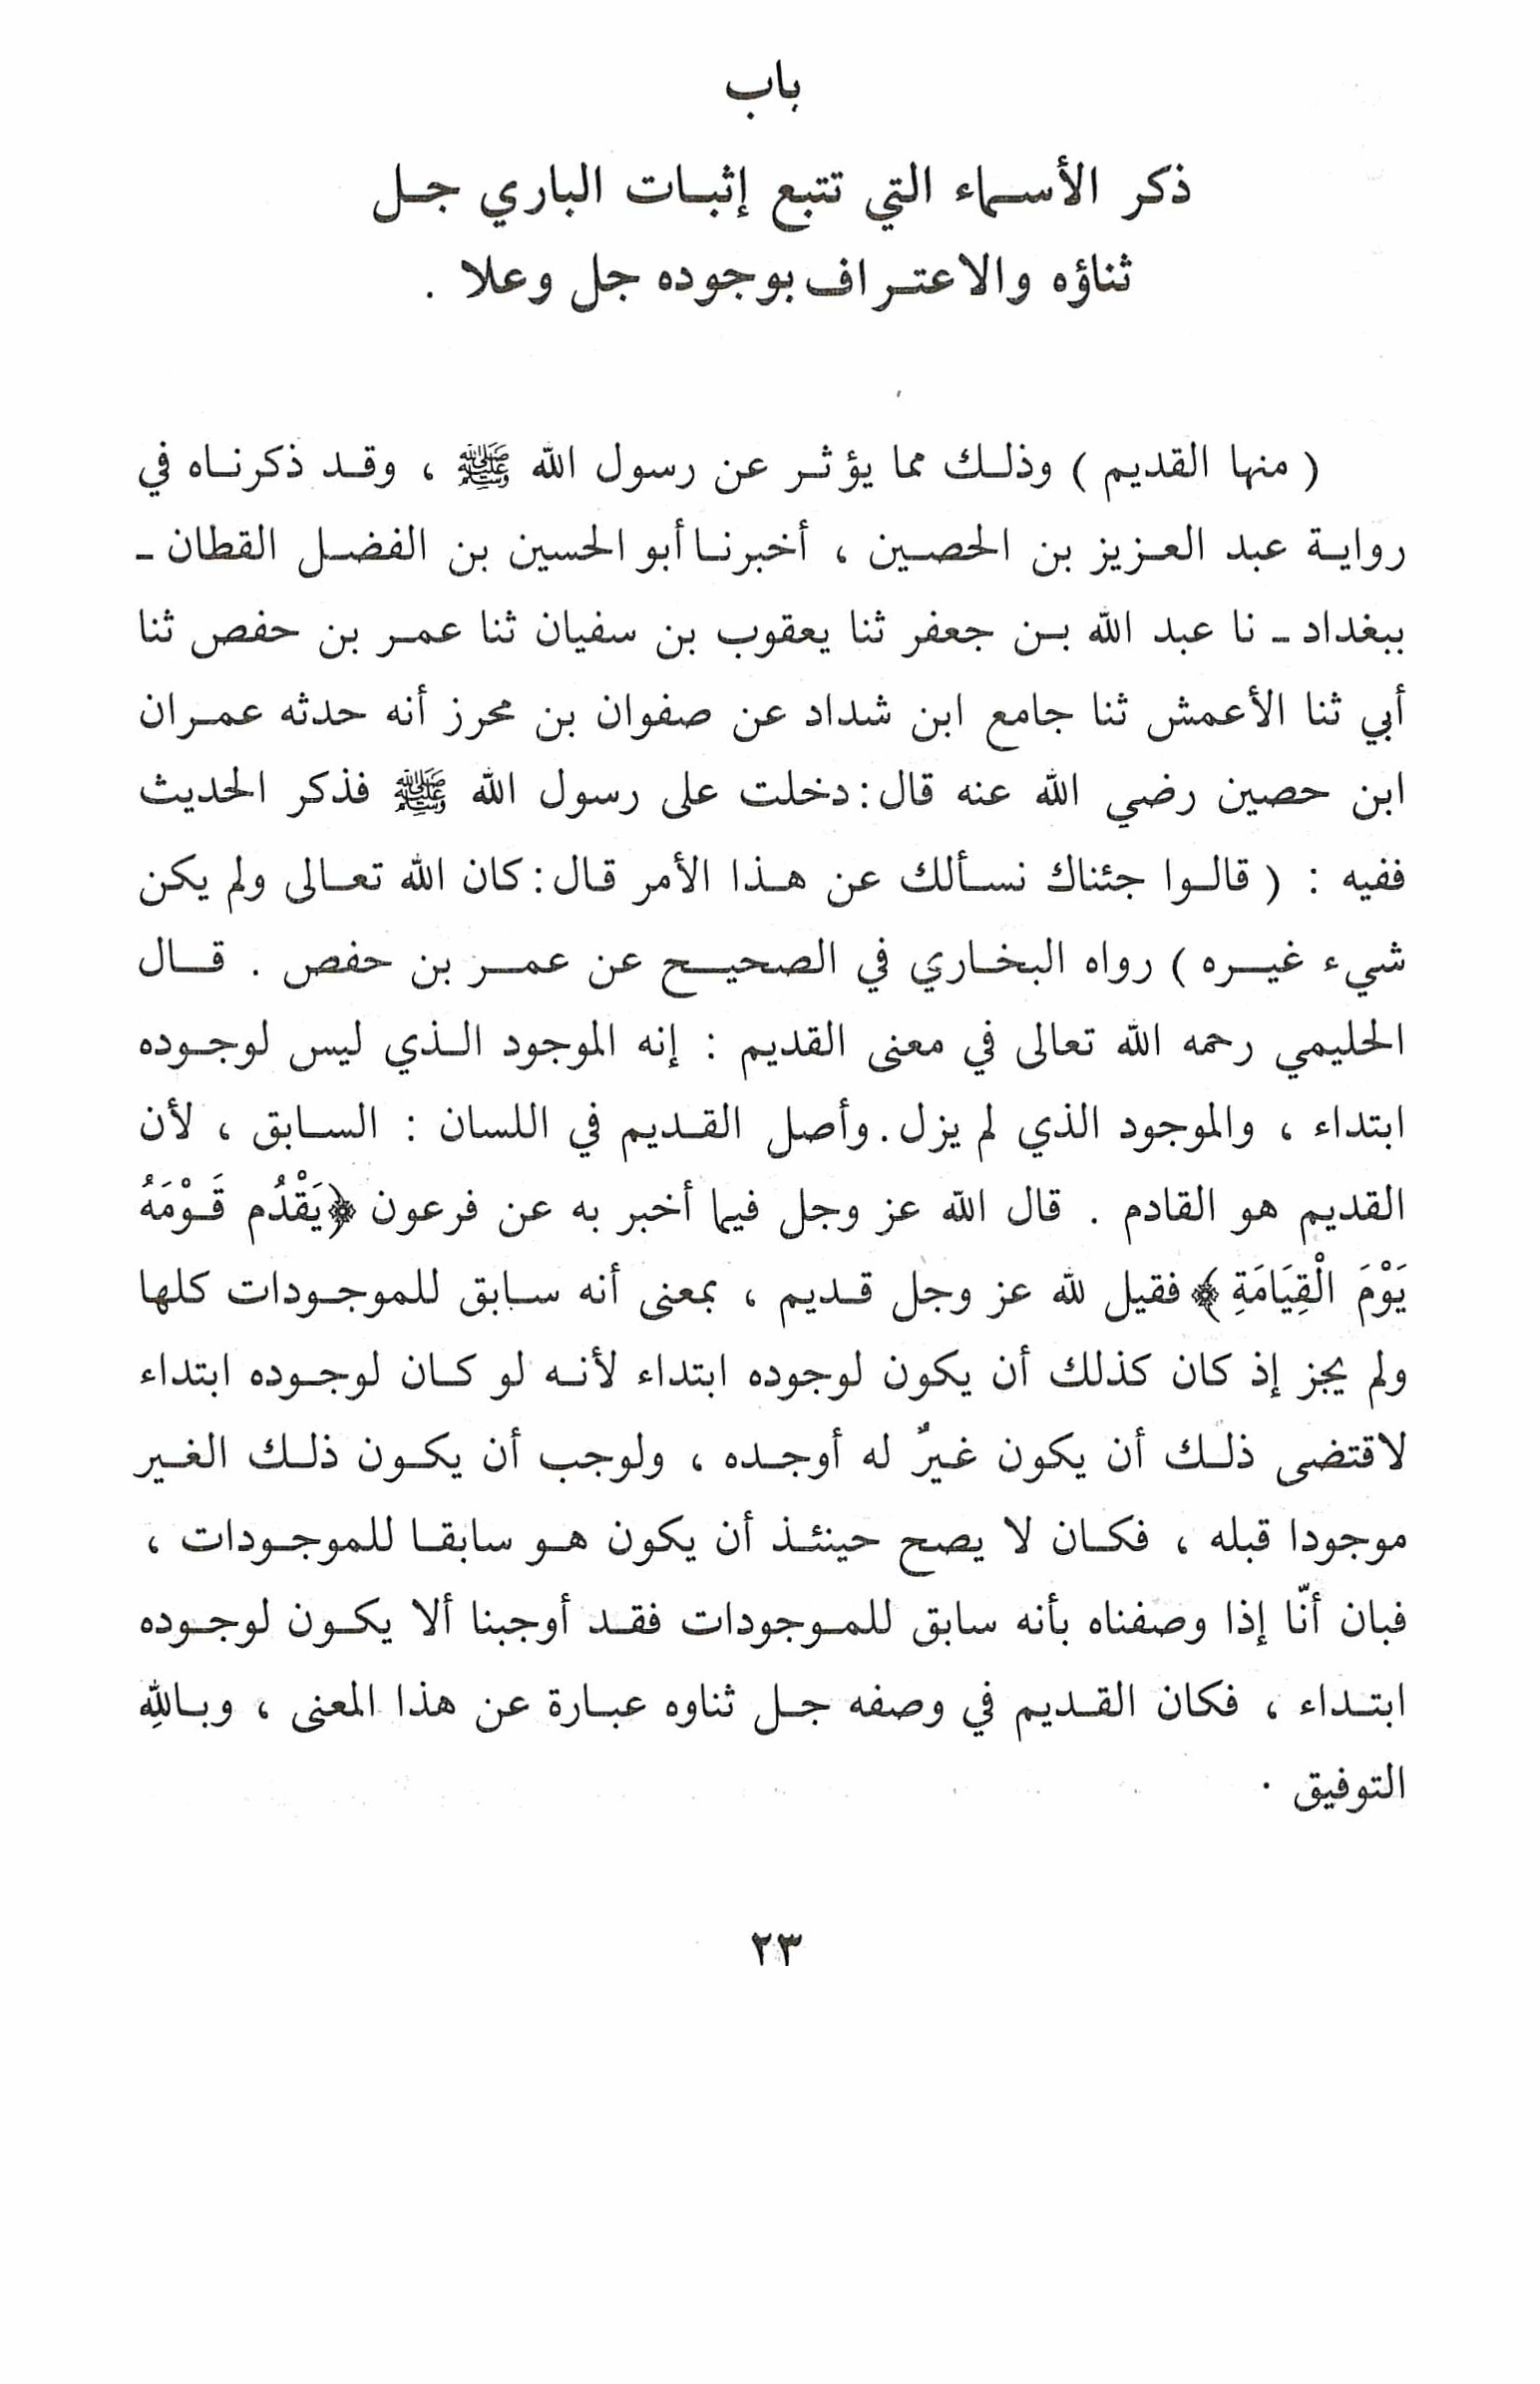 باب
ذكر الأسماء التي تتبع إثبات الباري جل
ثناؤه والاعتراف بوجوده جل وعلا .
( منها القديم ) وذلك مما يؤثر عن رسول الله ﷺ ، وقد ذكرناه في
رواية عبد العزيز بن الحصين ، أخبرنا أبو الحسين بن الفضل القطان -
ببغداد - نا عبد الله بن جعفر ثنا يعقوب بن سفيان ثنا عمر بن حفص ثنا
أبي ثنا الأعمش ثنا جامع ابن شداد عن صفوان بن محرز أنه حدثه عمران
ابن حصين رضي الله عنه قال : دخلت على رسول الله ﷺ فذكر الحديث
ففيه : ( قالوا جئناك نسألك عن هذا الأمر قال : كان الله تعالى ولم يكن
شيء غيره ) رواه البخاري في الصحيح عن عمر بن حفص . قال
الحليمي رحمه الله تعالى في معنى القديم : إنه الموجود الذي ليس لوجوده
ابتداء ، والموجود الذي لم يزل . وأصل القديم في اللسان : السابق ، لأن
القديم هو القادم . قال الله عز وجل فيما أخبر به عن فرعون ﴿يَقْدُم قَوْمَهُ
يَوْمَ الْقِيَامَةِ﴾ فقيل لله عز وجل قديم ، بمعنى أنه سابق للموجودات كلها
ولم يجز إذ كان كذلك أن يكون لوجوده ابتداء لأنه لو كان لوجوده ابتداء
لاقتضى ذلك أن يكون غيرٌ له أوجده ، ولوجب أن يكون ذلك الغير
موجودا قبله ، فكان لا يصح حينئذ أن يكون هو سابقا للموجودات ،
فبان أنّا إذا وصفناه بأنه سابق للموجودات فقد أوجبنا ألا يكون لوجوده
ابتداء ، فكان القديم في وصفه جل ثناوه عبارة عن هذا المعنى ، وباللهِ
التوفيق .
٢٣